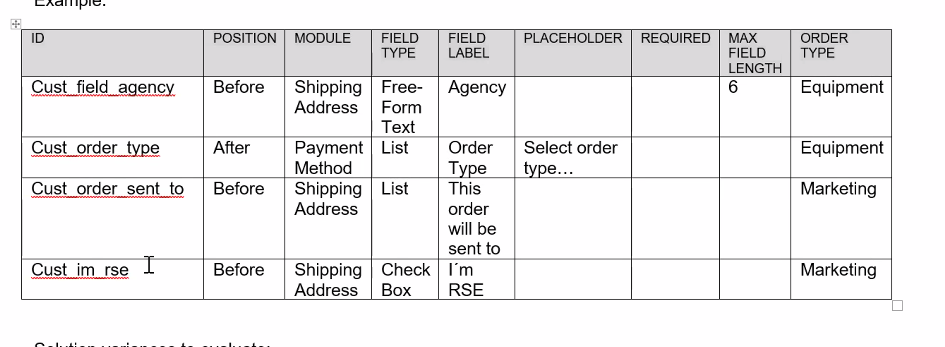 Example:
ID POSITION MODULE FIELD TYPE FIELD LABEL PLACEHOLDER REQUIRED MAX FIELD LENGTH ORDER TYPE
Cust_field_agency Before Shipping Address Free-Form Text Agency 6 Equipment
Cust_order_type After Payment Method List Order Type Select order type... Equipment
Cust_order_sent_to Before Shipping Address List This order will be sent to Marketing
Cust_im_rse Before Shipping Address Check Box I´m RSE Marketing
Solution variances to evaluate: